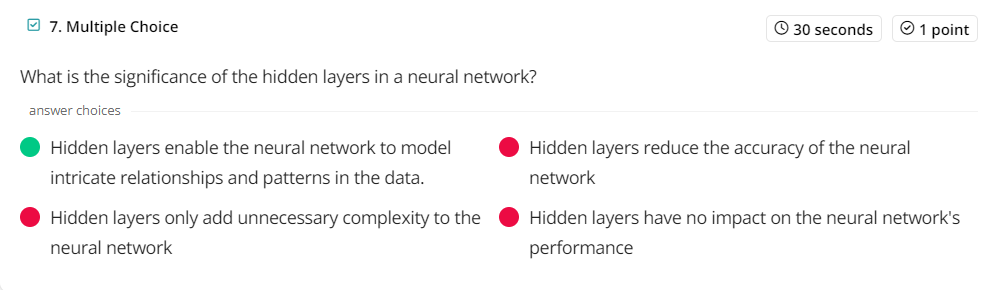 7. Multiple Choice
30 seconds
1 point
What is the significance of the hidden layers in a neural network?
answer choices
Hidden layers enable the neural network to model
intricate relationships and patterns in the data.
Hidden layers reduce the accuracy of the neural
network
Hidden layers only add unnecessary complexity to the
neural network
Hidden layers have no impact on the neural network's
performance